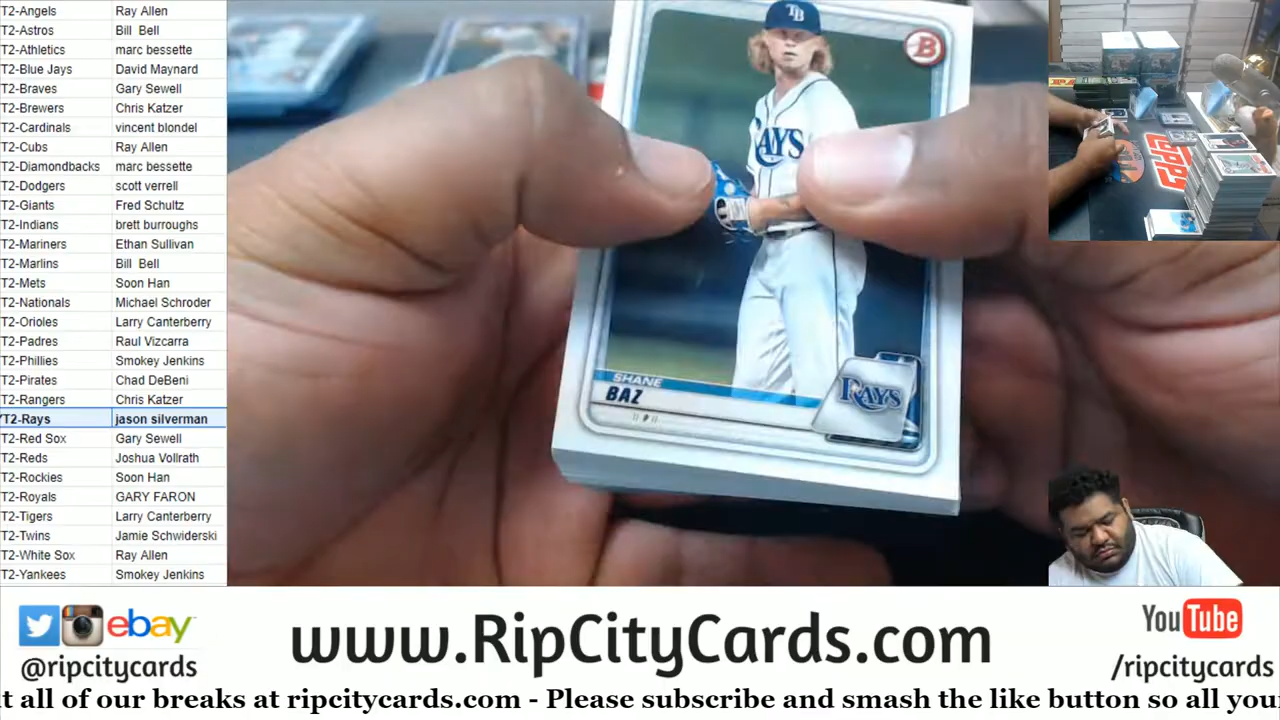 T2-Angels Ray Allen
T2-Astros Bill Bell
T2-Athletics marc bessette
T2-Blue Jays David Maynard
T2-Braves Gary Sewell
T2-Brewers Chris Katzer
T2-Cardinals vincent blondel
T2-Cubs Ray Allen
T2-Diamondbacks marc bessette
T2-Dodgers scott verrell
T2-Giants Fred Schultz
T2-Indians brett burroughs
T2-Mariners Ethan Sullivan
T2-Marlins Bill Bell
T2-Mets Soon Han
T2-Nationals Michael Schroder
T2-Orioles Larry Canterberry
T2-Padres Raul Vizcarra
T2-Phillies Smokey Jenkins
T2-Pirates Chad DeBeni
T2-Rangers Chris Katzer
T2-Rays jason silverman
T2-Red Sox Gary Sewell
T2-Reds Joshua Vollrath
T2-Rockies Soon Han
T2-Royals GARY FARON
T2-Tigers Larry Canterberry
T2-Twins Jamie Schwiderski
T2-White Sox Ray Allen
T2-Yankees Smokey Jenkins
TB
B
RAYS
SHANE
BAZ
RAYS
topps
ebay
@ripcitycards
www.RipCityCards.com
YouTube
/ripcitycards
t all of our breaks at ripcitycards.com - Please subscribe and smash the like button so all you